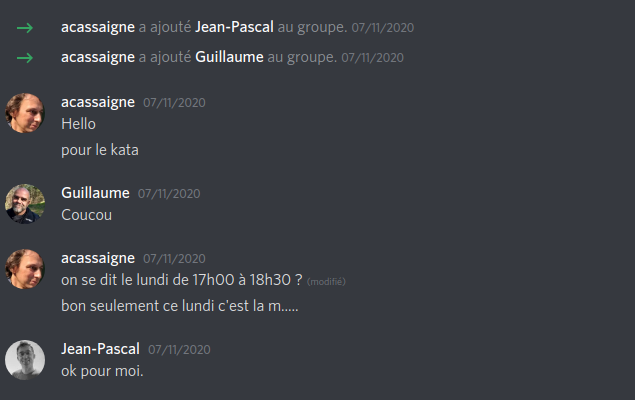 acassaigne a ajouté Jean-Pascal au groupe. 07/11/2020
acassaigne a ajouté Guillaume au groupe. 07/11/2020
acassaigne 07/11/2020
Hello
pour le kata
Guillaume 07/11/2020
Coucou
acassaigne 07/11/2020
on se dit le lundi de 17h00 à 18h30 ? (modifié)
bon seulement ce lundi c'est la m.....
Jean-Pascal 07/11/2020
ok pour moi.